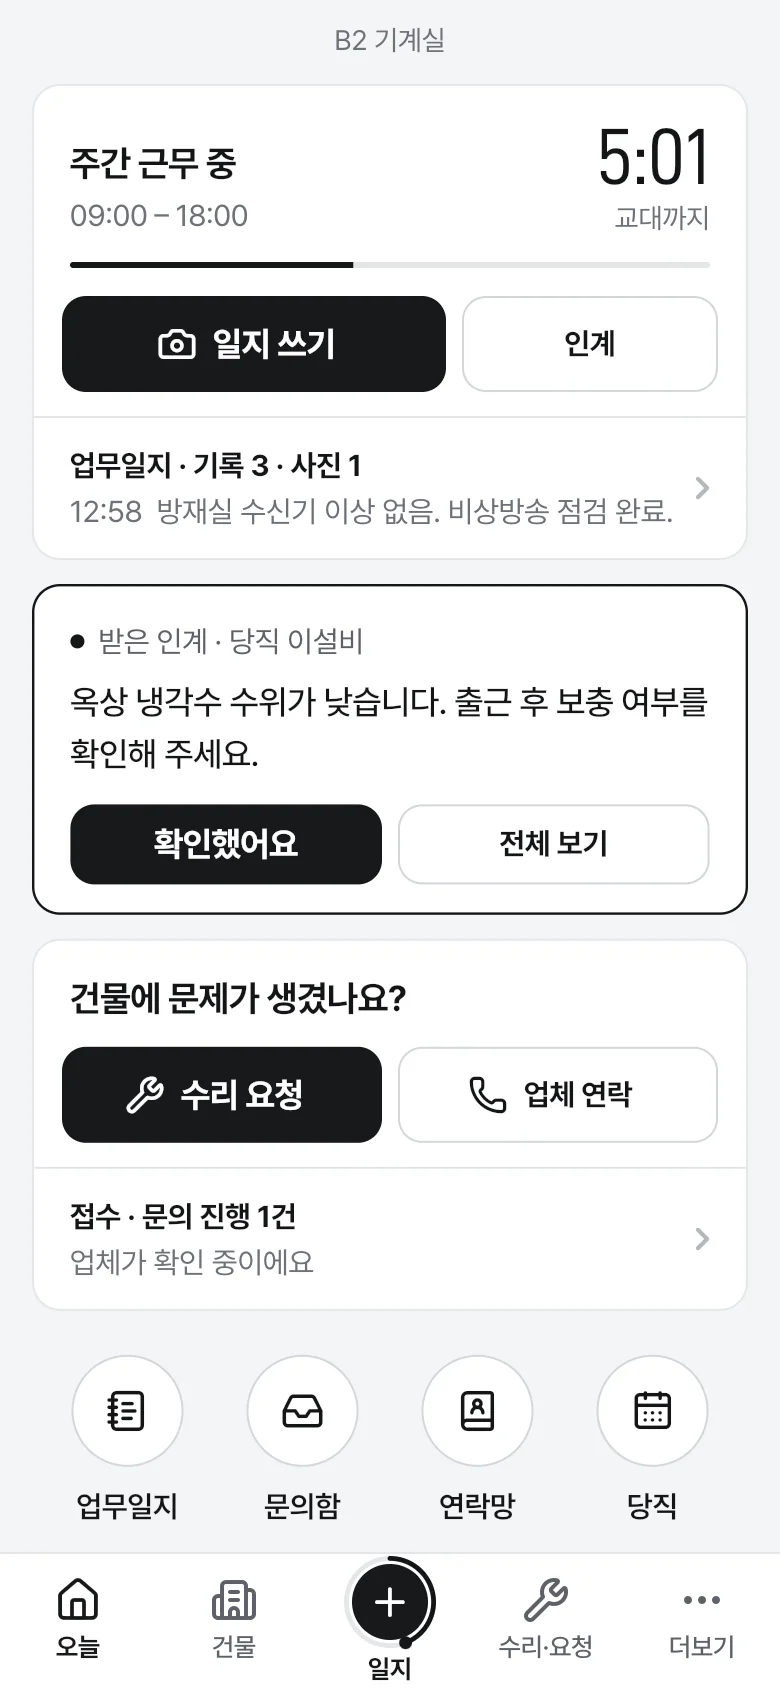 B2 기계실
주간 근무 중
5:01
09:00 – 18:00
교대까지
일지 쓰기
인계
업무일지 · 기록 3 · 사진 1
12:58 방재실 수신기 이상 없음. 비상방송 점검 완료.
받은 인계 · 당직 이설비
옥상 냉각수 수위가 낮습니다. 출근 후 보충 여부를
확인해 주세요.
확인했어요
전체 보기
건물에 문제가 생겼나요?
수리 요청
업체 연락
접수 · 문의 진행 1건
업체가 확인 중이에요
업무일지
문의함
연락망
당직
오늘
건물
일지
수리·요청
더보기